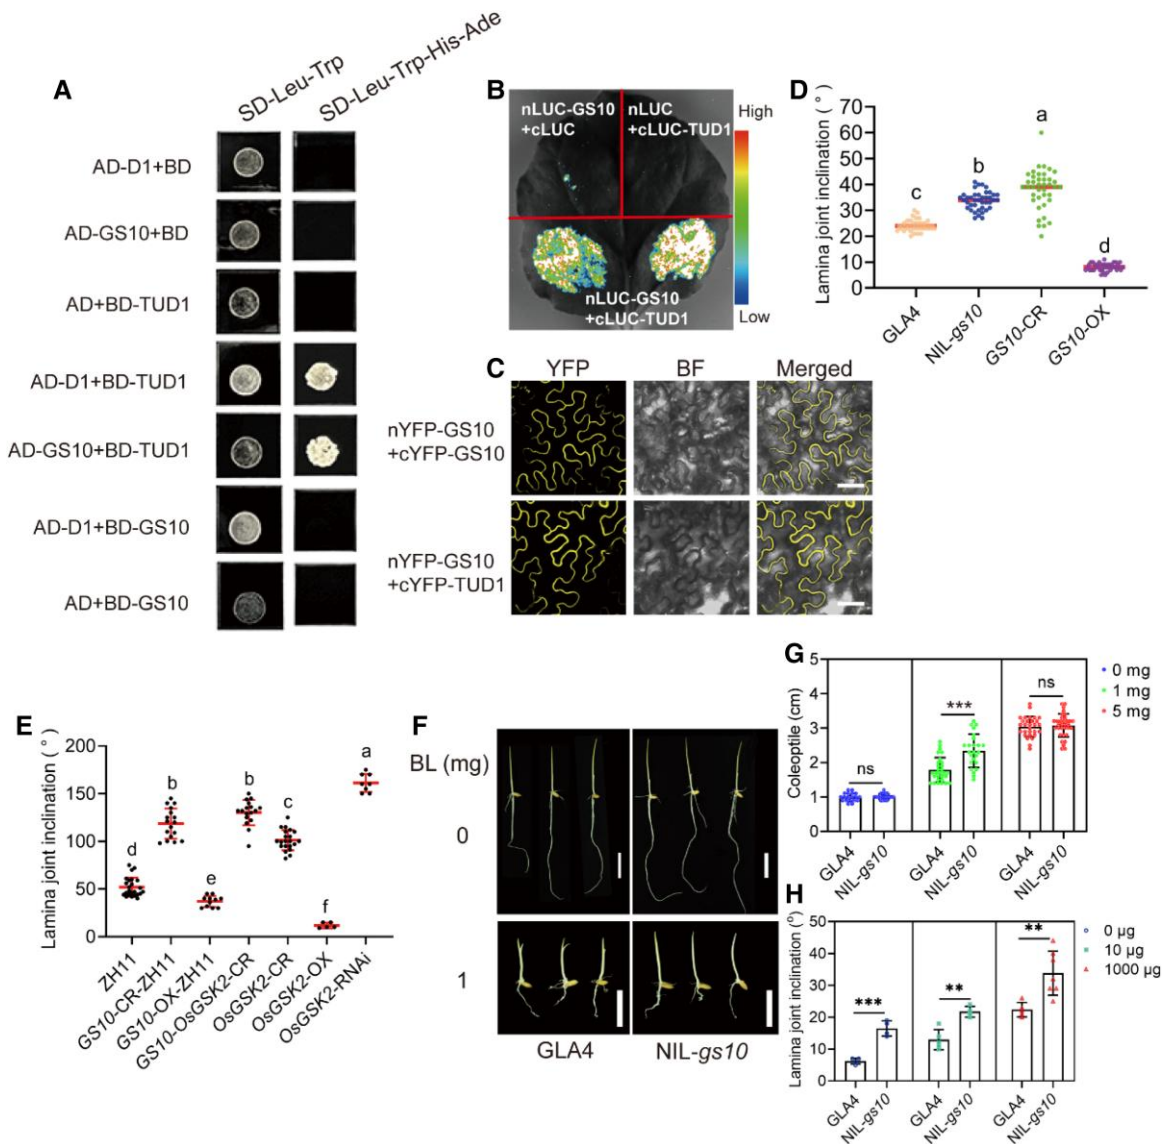 A
SD-Leu-Trp
SD-Leu-Trp-His-Ade
AD-D1+BD
AD-GS10+BD
AD+BD-TUD1
AD-D1+BD-TUD1
AD-GS10+BD-TUD1
AD-D1+BD-GS10
AD+BD-GS10
B
nLUC-GS10
+cLUC
nLUC
+cLUC-TUD1
nLUC-GS10
+cLUC-TUD1
High
Low
C
YFP
BF
Merged
nYFP-GS10
+cYFP-GS10
nYFP-GS10
+cYFP-TUD1
D
Lamina joint inclination ( ° )
70
60
50
40
30
20
10
0
c
b
a
d
GLA4
NIL-gs10
GS10-CR
GS10-OX
E
Lamina joint inclination ( ° )
200
150
100
50
0
d
b
e
b
c
f
a
ZH11
GS10-CR-ZH11
GS10-OX-ZH11
GS10-OsGSK2-CR
OsGSK2-CR
OsGSK2-OX
OsGSK2-RNAi
F
BL (mg)
0
1
GLA4
NIL-gs10
G
Coleoptile (cm)
5
4
3
2
1
0
ns
***
ns
0 mg
1 mg
5 mg
GLA4
NIL-gs10
GLA4
NIL-gs10
GLA4
NIL-gs10
H
Lamina joint inclination (°)
50
40
30
20
10
0
***
**
**
0 µg
10 µg
1000 µg
GLA4
NIL-gs10
GLA4
NIL-gs10
GLA4
NIL-gs10